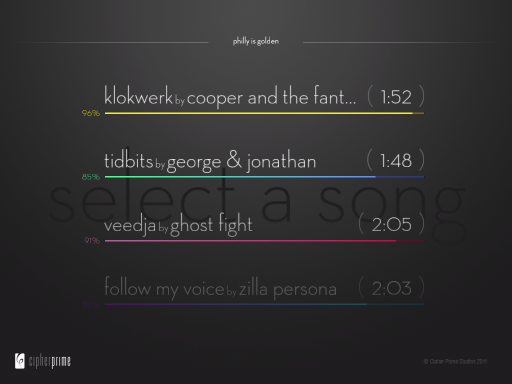 philly is golden
klokwerk by cooper and the fant... ( 1:52 )
96%
tidbits by george & jonathan ( 1:48 )
85%
select a song
veedja by ghost fight ( 2:05 )
91%
follow my voice by zilla persona ( 2:03 )
cipherprime
© Cipher Prime Studios 2011